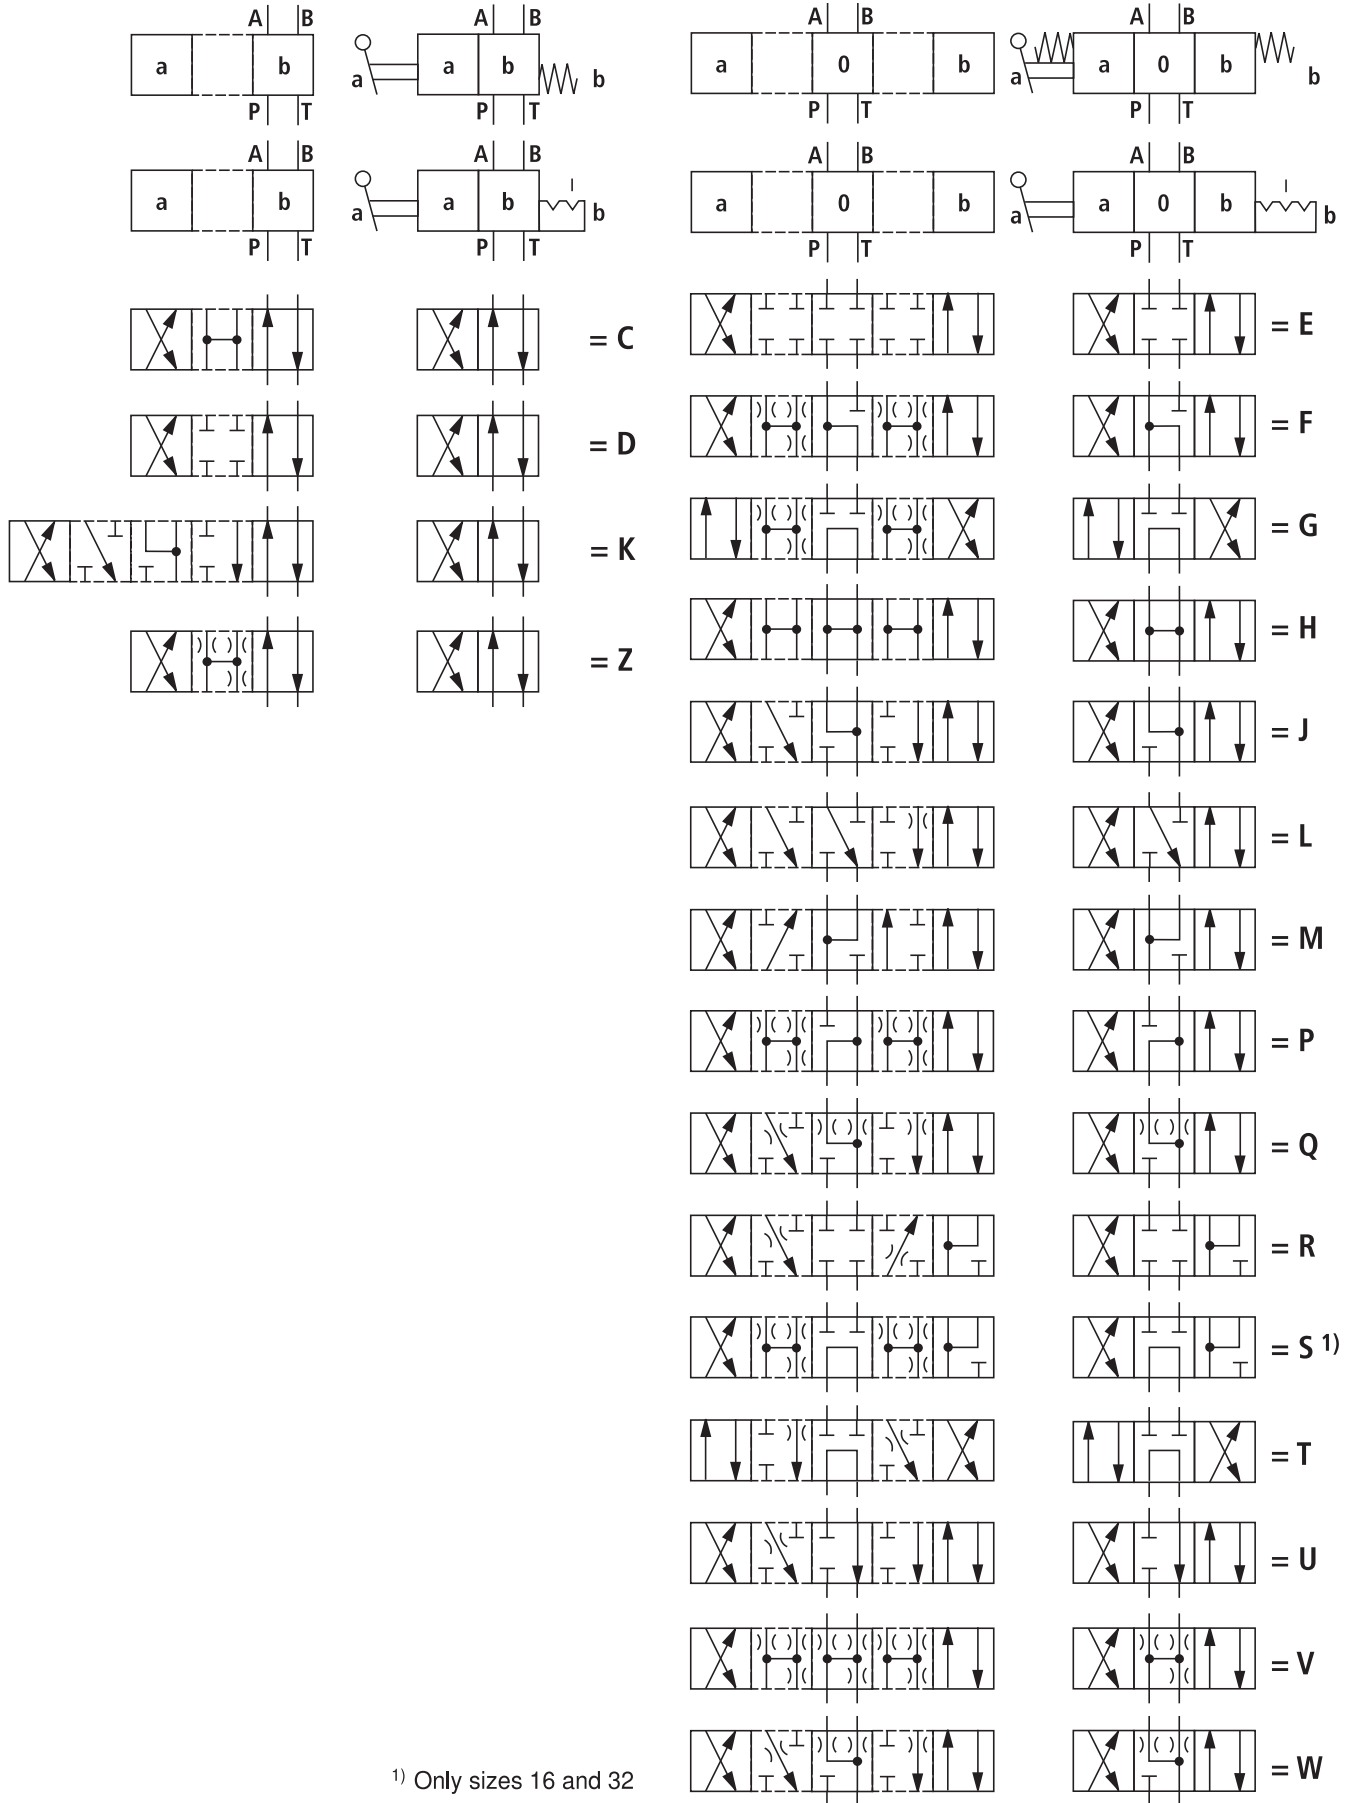 A B A B A B A B
a b a a b b a 0 b a a 0 b b
P T P T P T P T
A B A B A B A B
a b a a b b a 0 b a a 0 b b
P T P T P T P T
= E
= C
= F
= D
= G
= K
= H
= Z
= J
= L
= M
= P
= Q
= R
= S 1)
= T
= U
= V
= W
1) Only sizes 16 and 32